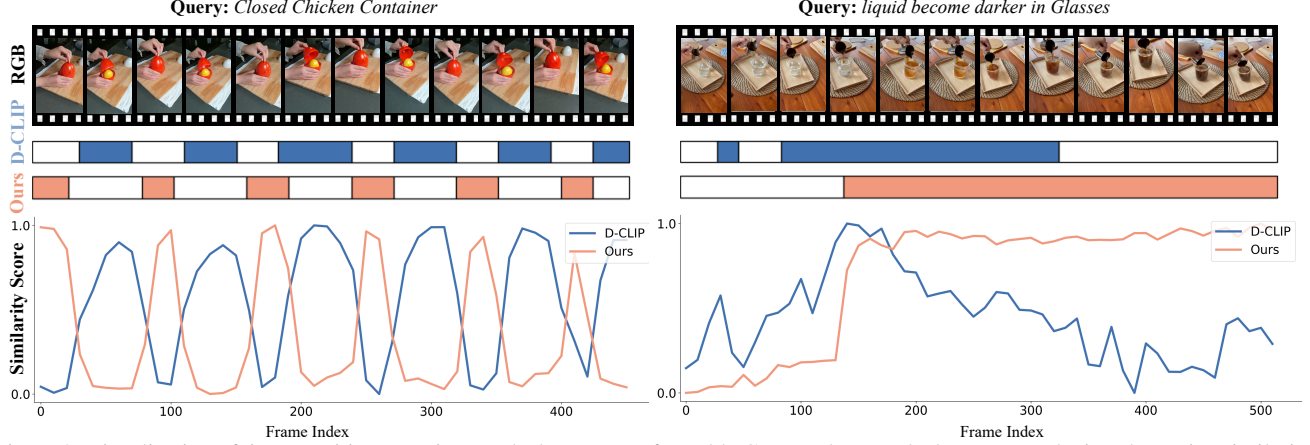 Query: Closed Chicken Container
Query: liquid become darker in Glasses
RGB
D-CLIP
Ours
1.0
0.0
Similarity Score
D-CLIP
Ours
0
100
200
300
400
Frame Index
1.0
0.0
D-CLIP
Ours
0
100
200
300
400
500
Frame Index